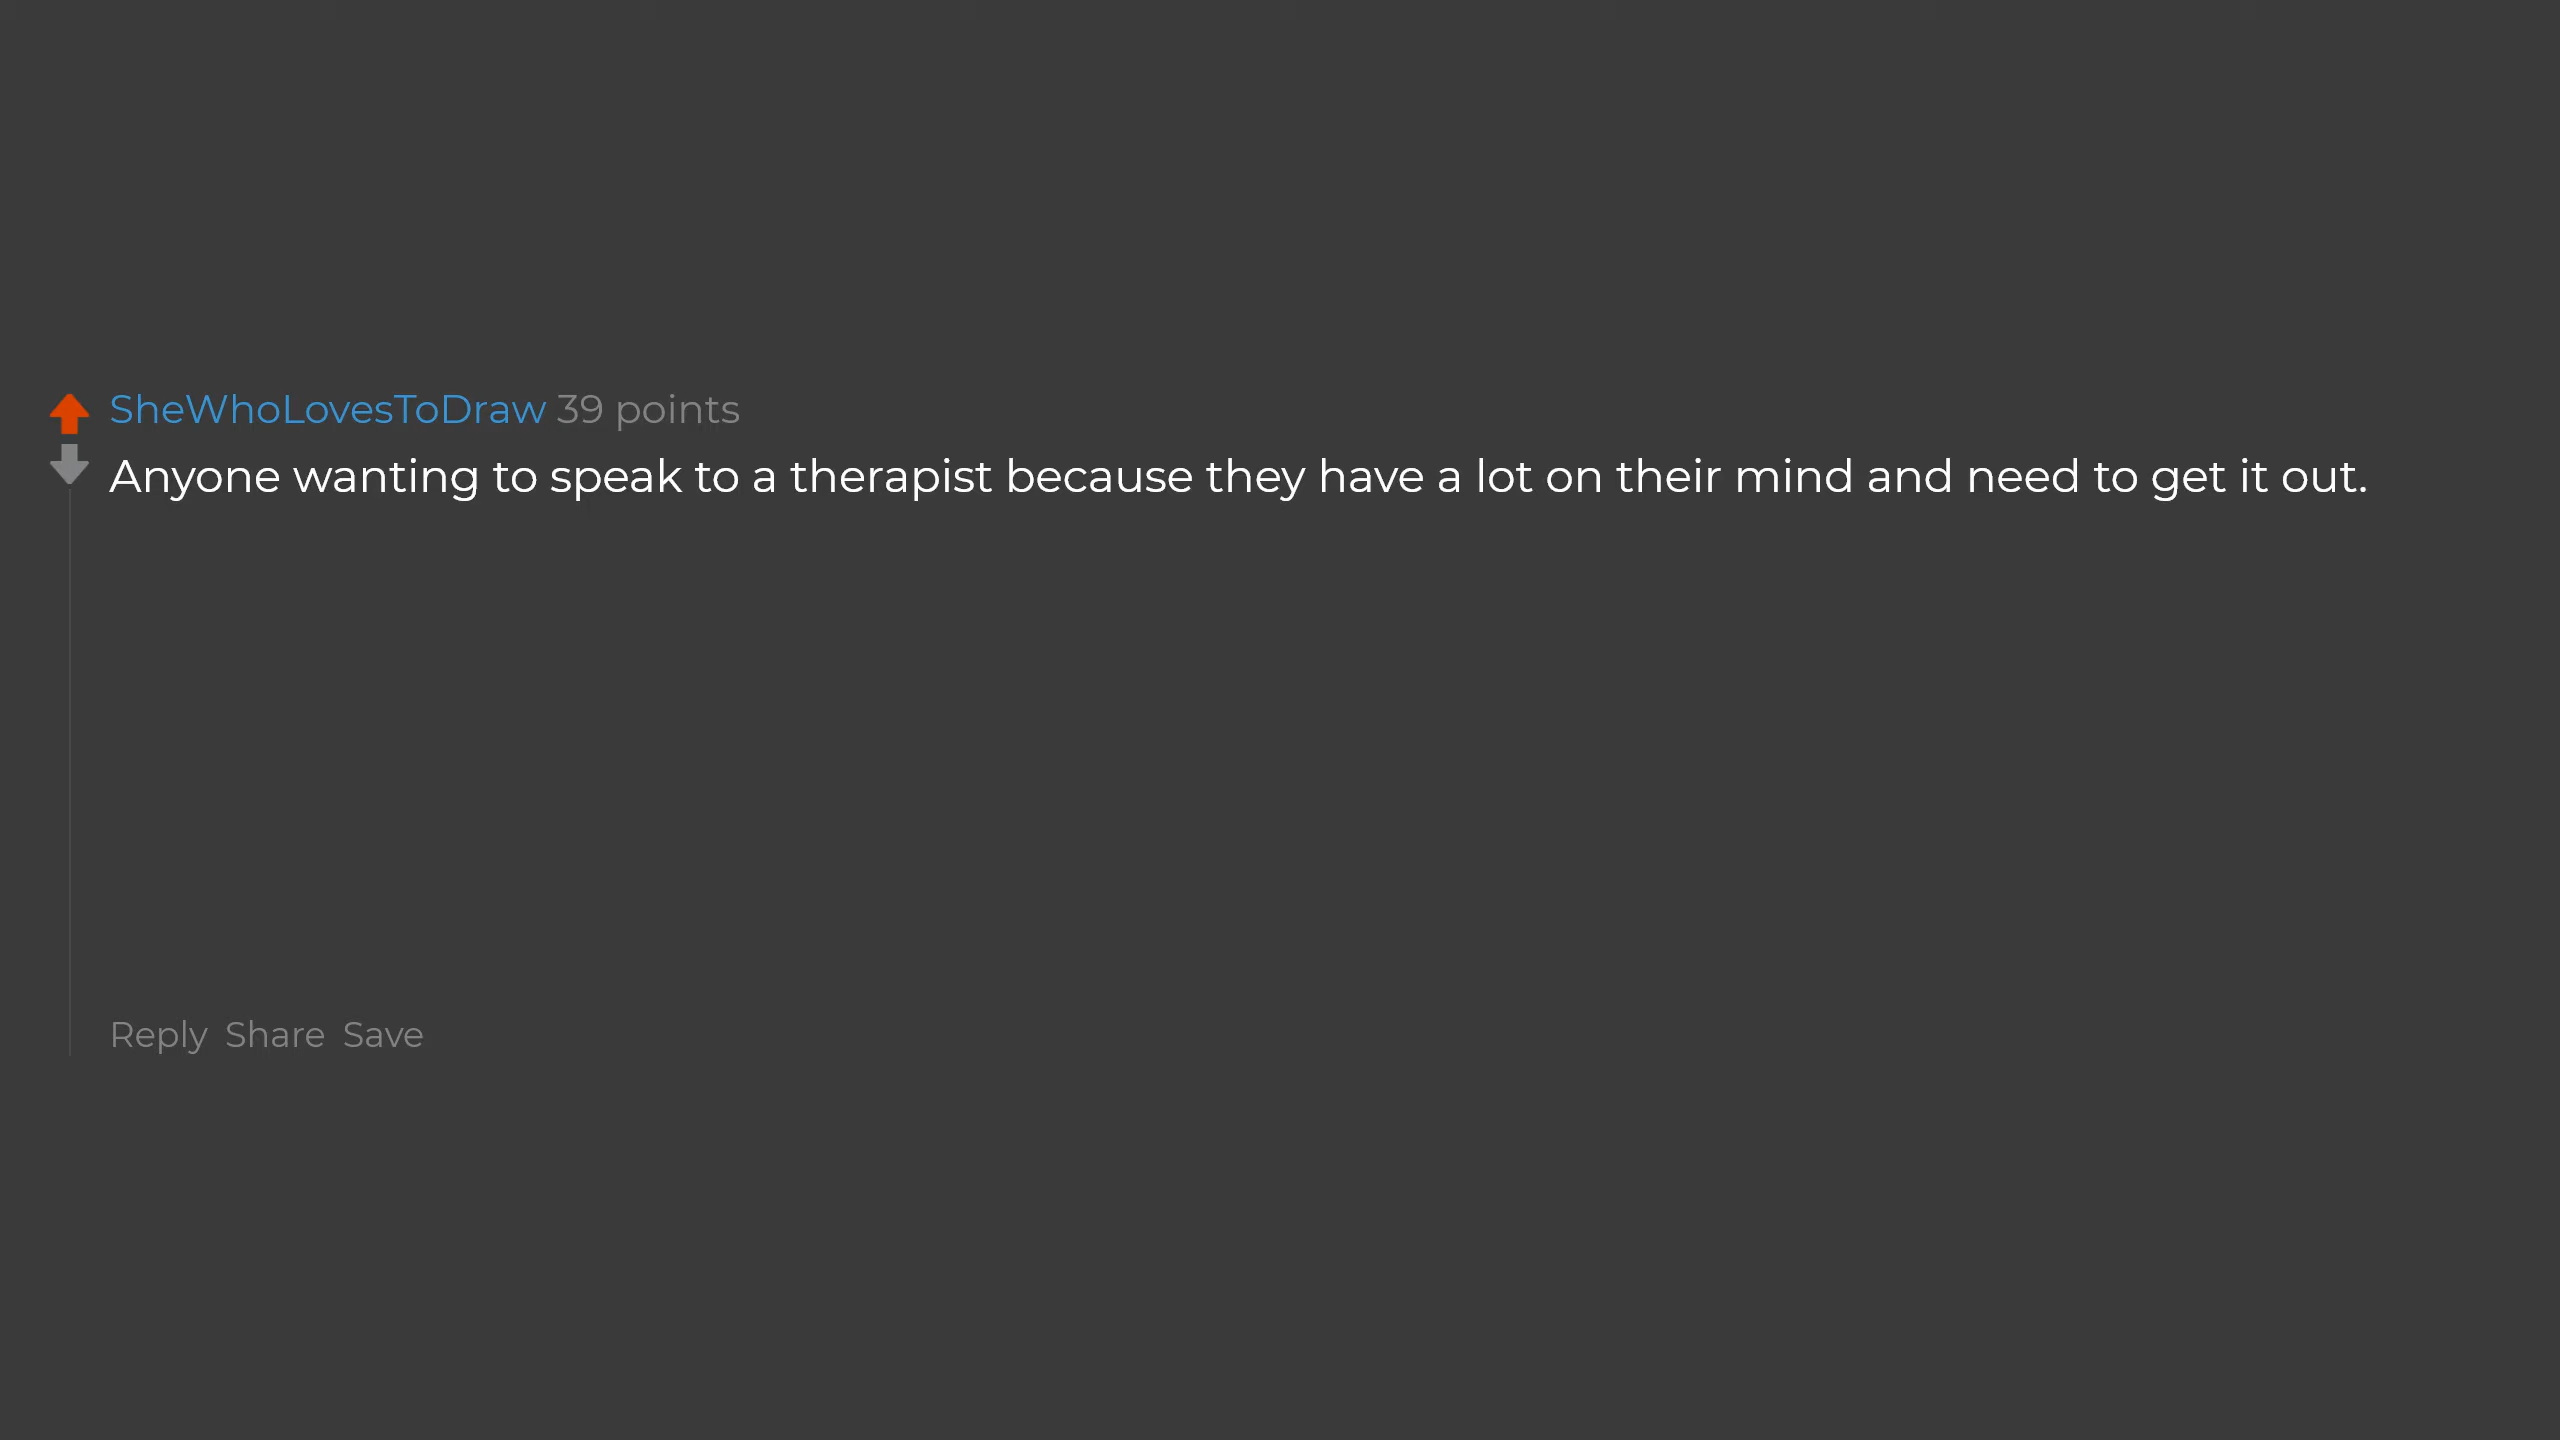 SheWhoLovesToDraw 39 points
Anyone wanting to speak to a therapist because they have a lot on their mind and need to get it out.
Reply Share Save